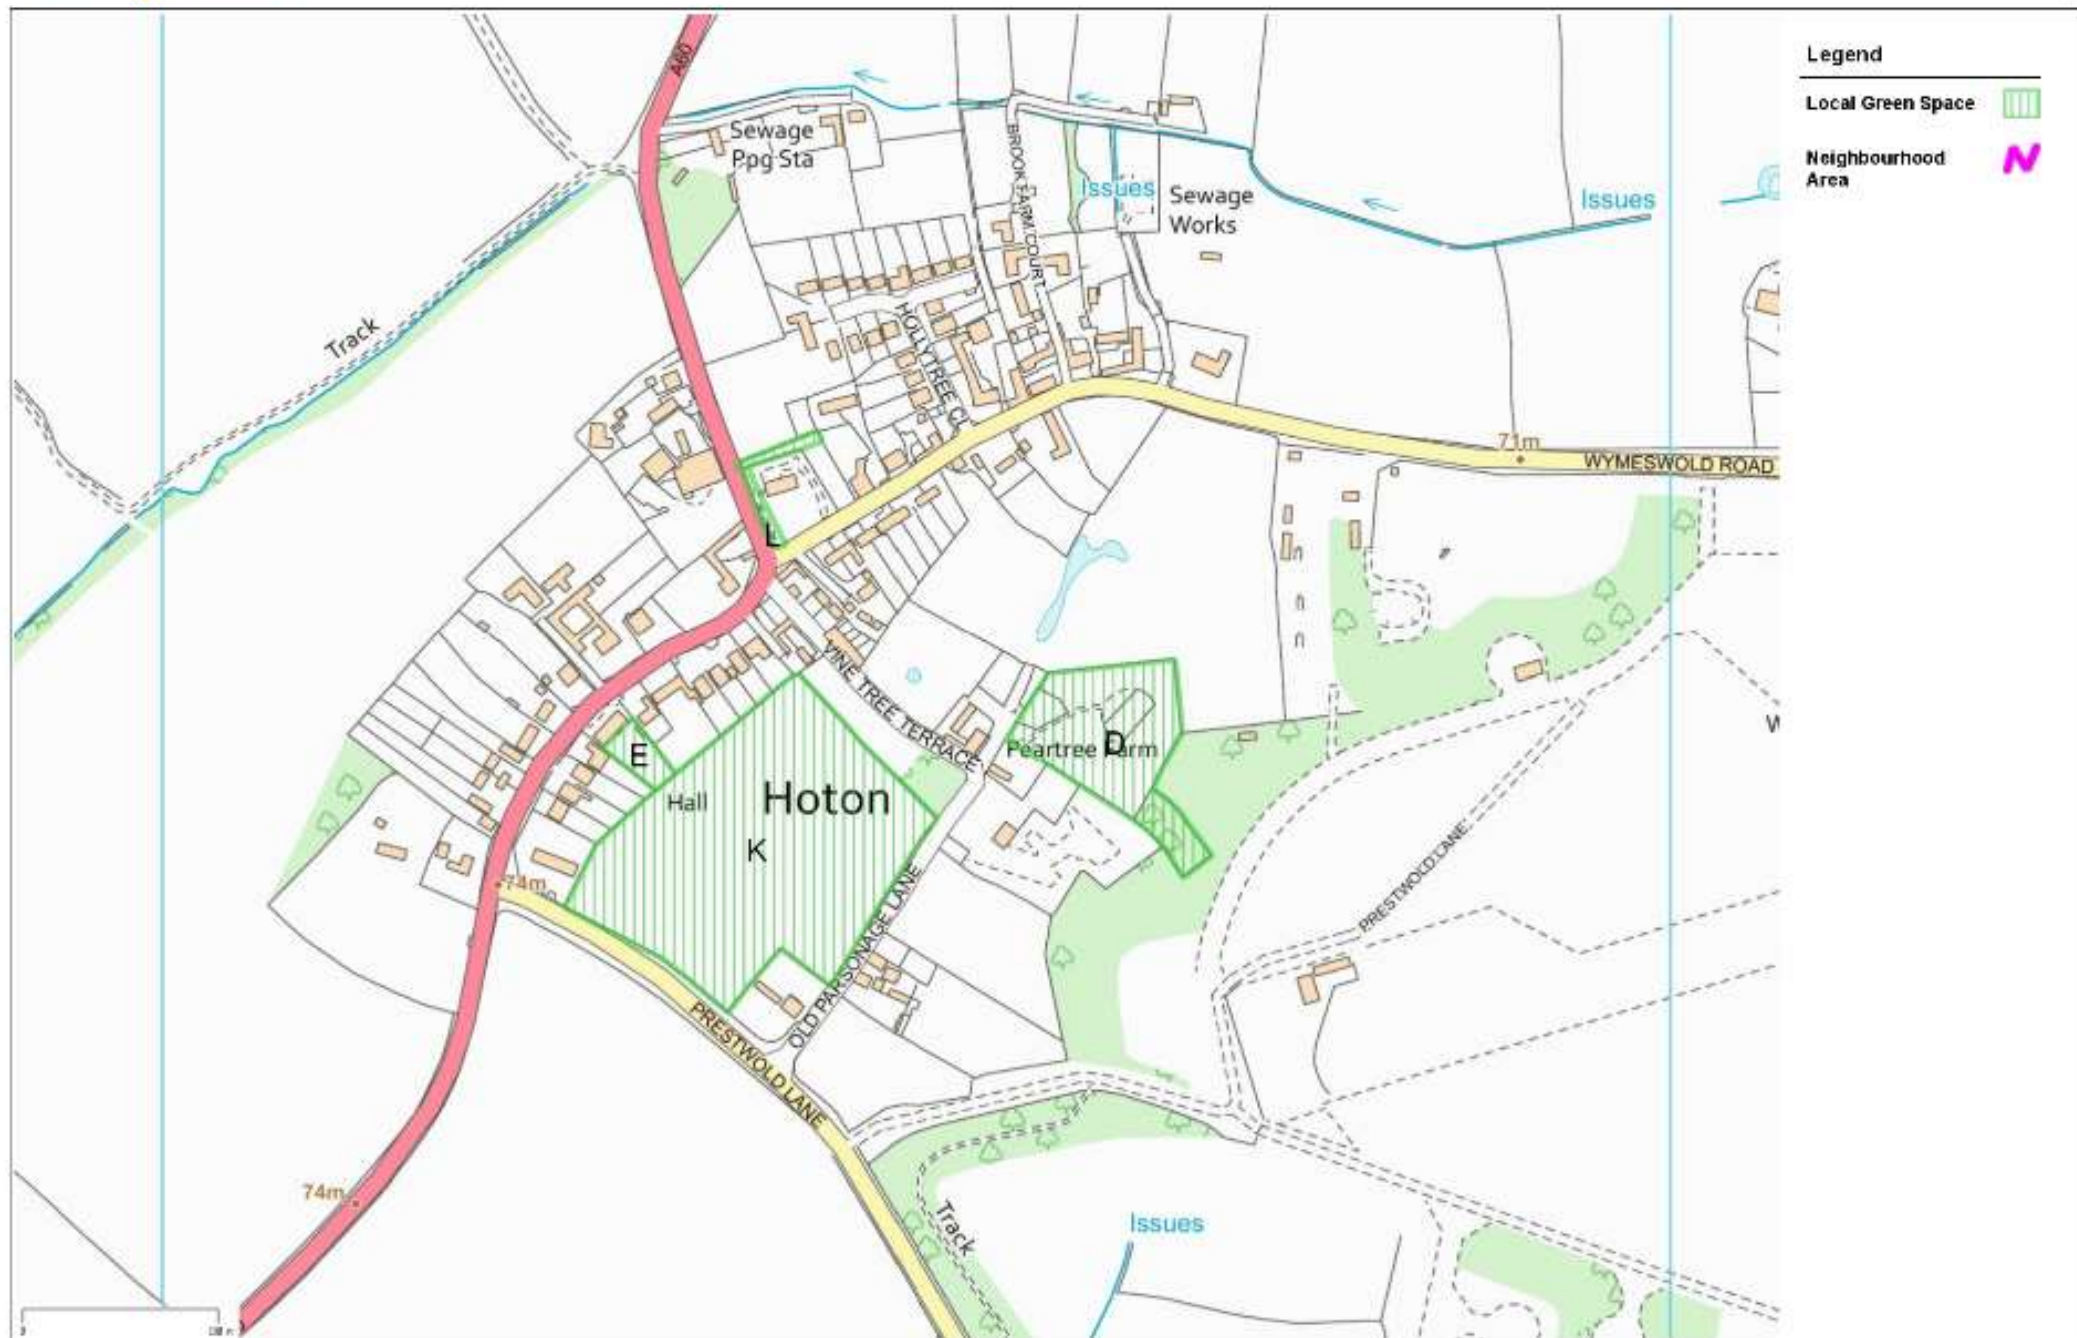 Legend
Local Green Space
Neighbourhood
Area
A60
Sewage
Ppg Sta
BROOK FARM COURT
Issues
Sewage
Works
Issues
Track
HOLLYTREE CL
71m
WYMESWOLD ROAD
L
VINE TREE TERRACE
E
Peartree Farm
D
Hall
Hoton
K
W
74m
PRESTWOLD LANE
OLD PARSONAGE LANE
PRESTWOLD LANE
74m
Track
Issues